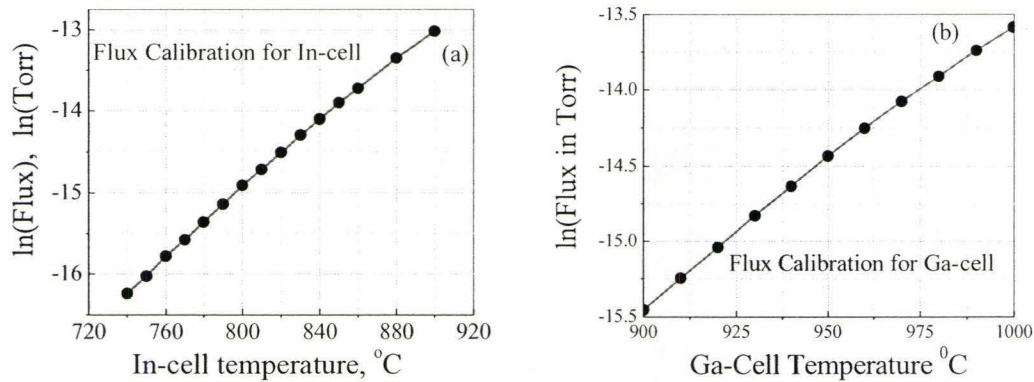 Flux Calibration for In-cell
(a)
ln(Flux), ln(Torr)
-13
-14
-15
-16
720 760 800 840 880 920
In-cell temperature, °C
(b)
Flux Calibration for Ga-cell
ln(Flux in Torr)
-13.5
-14.0
-14.5
-15.0
-15.5
900 925 950 975 1000
Ga-Cell Temperature ⁰C